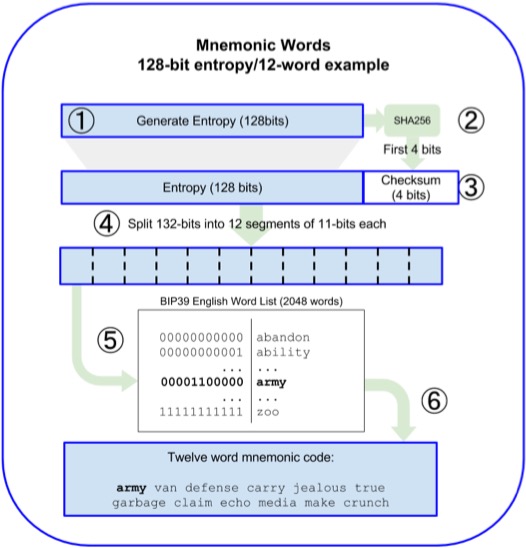 Mnemonic Words
128-bit entropy/12-word example
① Generate Entropy (128bits) SHA256 ②
First 4 bits
Entropy (128 bits) Checksum (4 bits) ③
④ Split 132-bits into 12 segments of 11-bits each
BIP39 English Word List (2048 words)
⑤
00000000000 abandon
00000000001 ability
... ...
00001100000 army
... ...
11111111111 zoo
⑥
Twelve word mnemonic code:
army van defense carry jealous true
garbage claim echo media make crunch